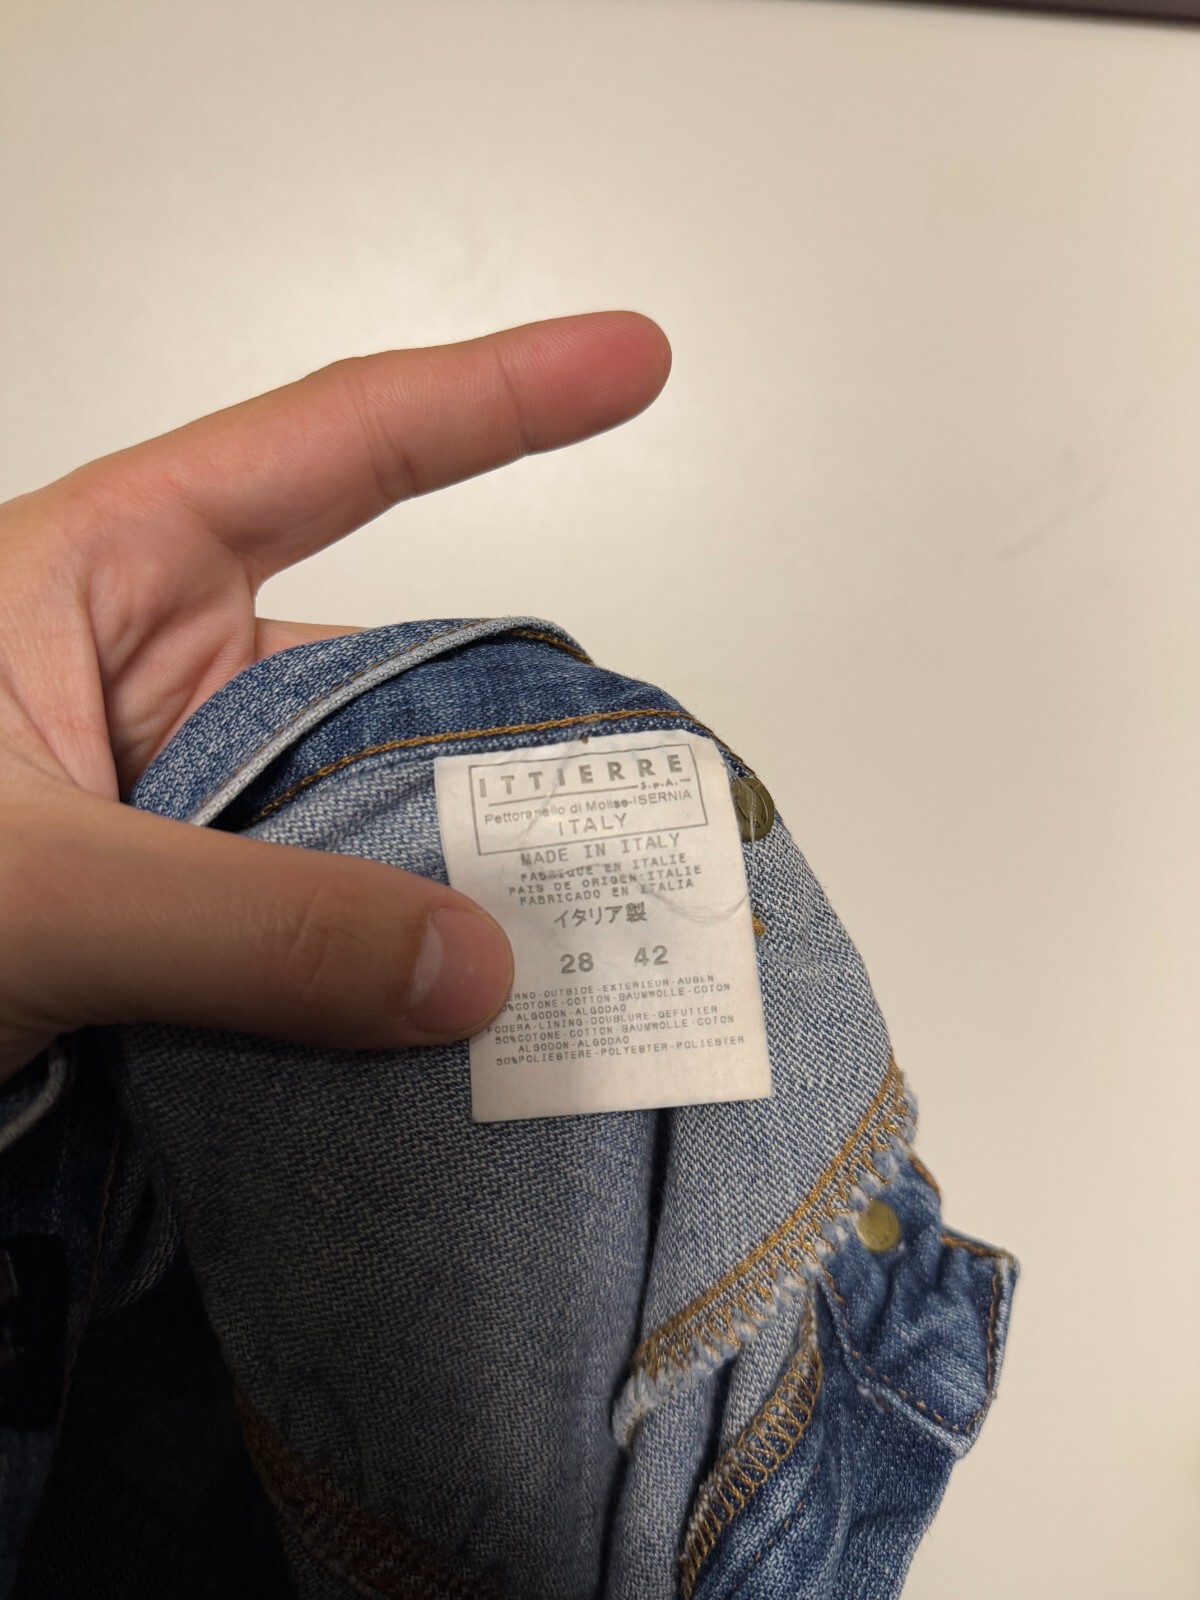 ITTIERRE
S.p.A.
Pettoranello di Molise-ISERNIA
ITALY
MADE IN ITALY
FABRIQUE EN ITALIE
PAIS DE ORIGEN:ITALIE
FABRICADO EN ITALIA
イタリア製
28 42
-OUTSIDE-EXTERIEUR-AUBEN
COTONE-COTTON-BAUMWOLLE-COTON
ALGODON-ALGODAO
FODERA-LINING-DOUBLURE-GEFUTTER
50%COTONE-COTTON-BAUMWOLLE-COTON
ALGODON-ALGODAO
50%POLIESTERE-POLYESTER-POLIESTER